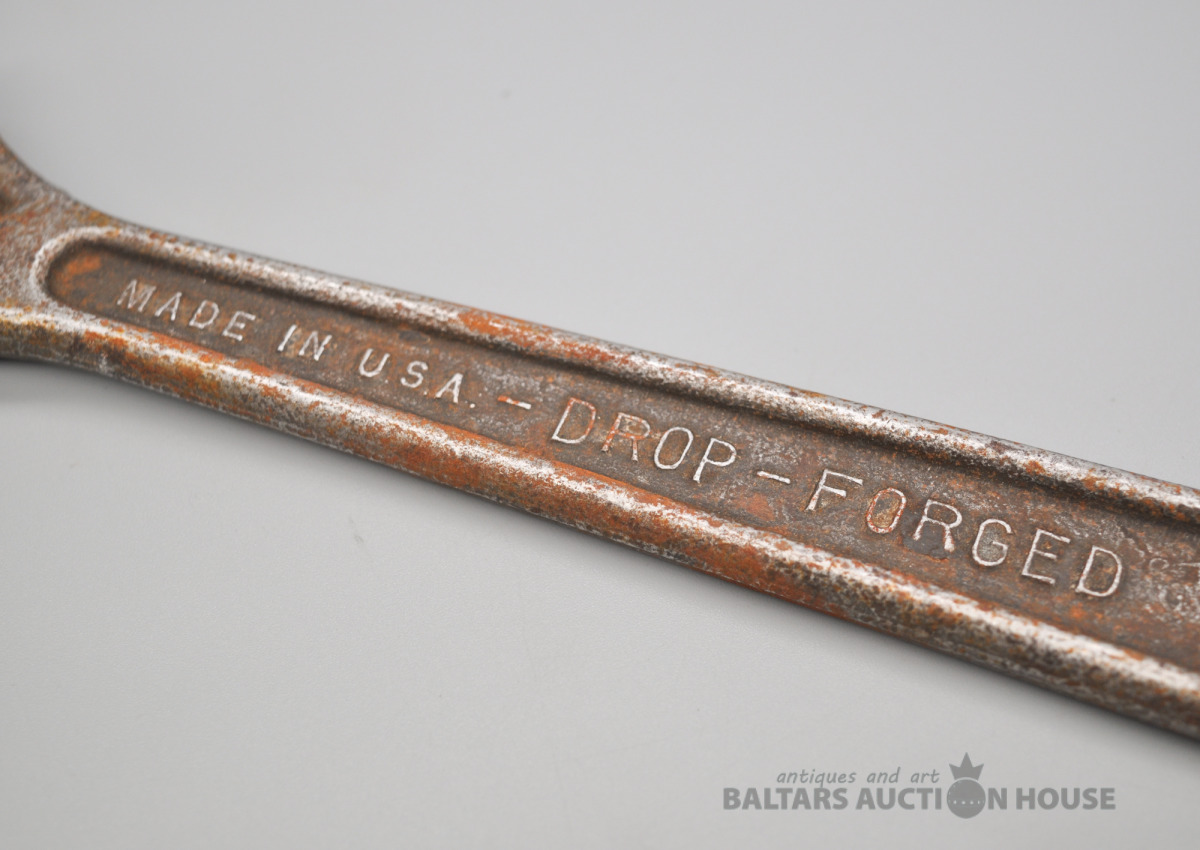 MADE IN U.S.A. - DROP - FORGED
antiques and art
BALTARS AUCTION HOUSE